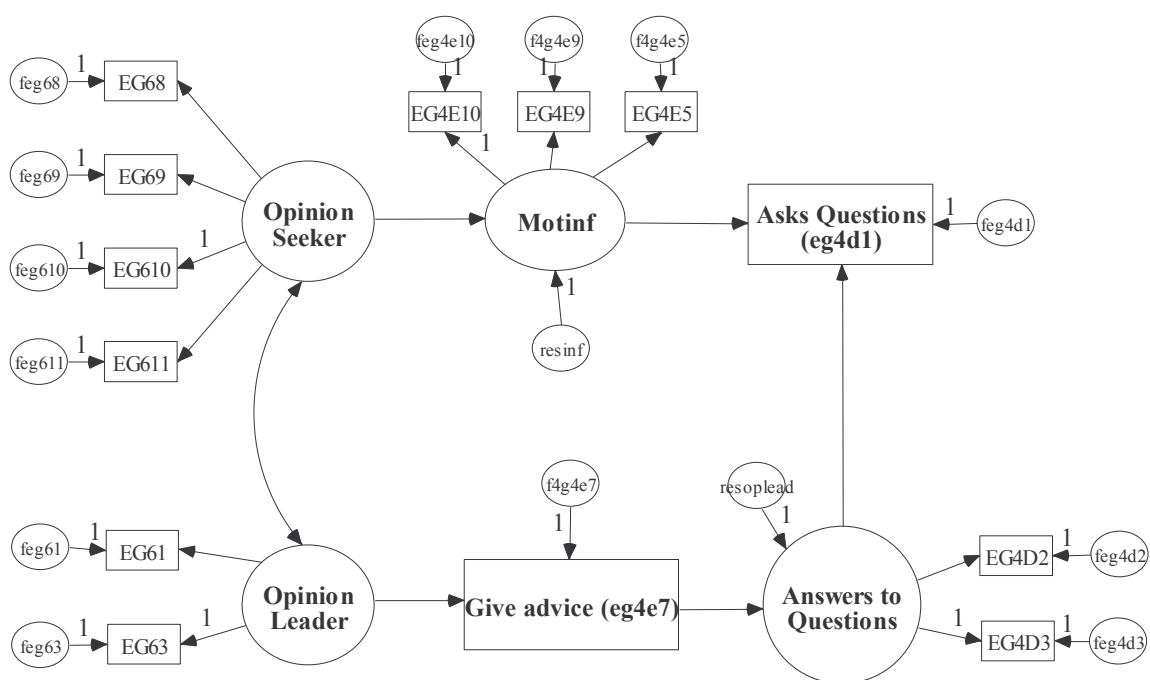 feg4e10
f4g4e9
f4g4e5
1
1
1
EG4E10
EG4E9
EG4E5
1
feg68
1
EG68
feg69
1
EG69
feg610
1
EG610
1
feg611
1
EG611
Opinion
Seeker
Motinf
1
resinf
Asks Questions
(eg4d1)
1
feg4d1
f4g4e7
1
resoplead
1
feg61
1
EG61
feg63
1
EG63
1
Opinion
Leader
Give advice (eg4e7)
Answers to
Questions
EG4D2
1
feg4d2
1
EG4D3
1
feg4d3